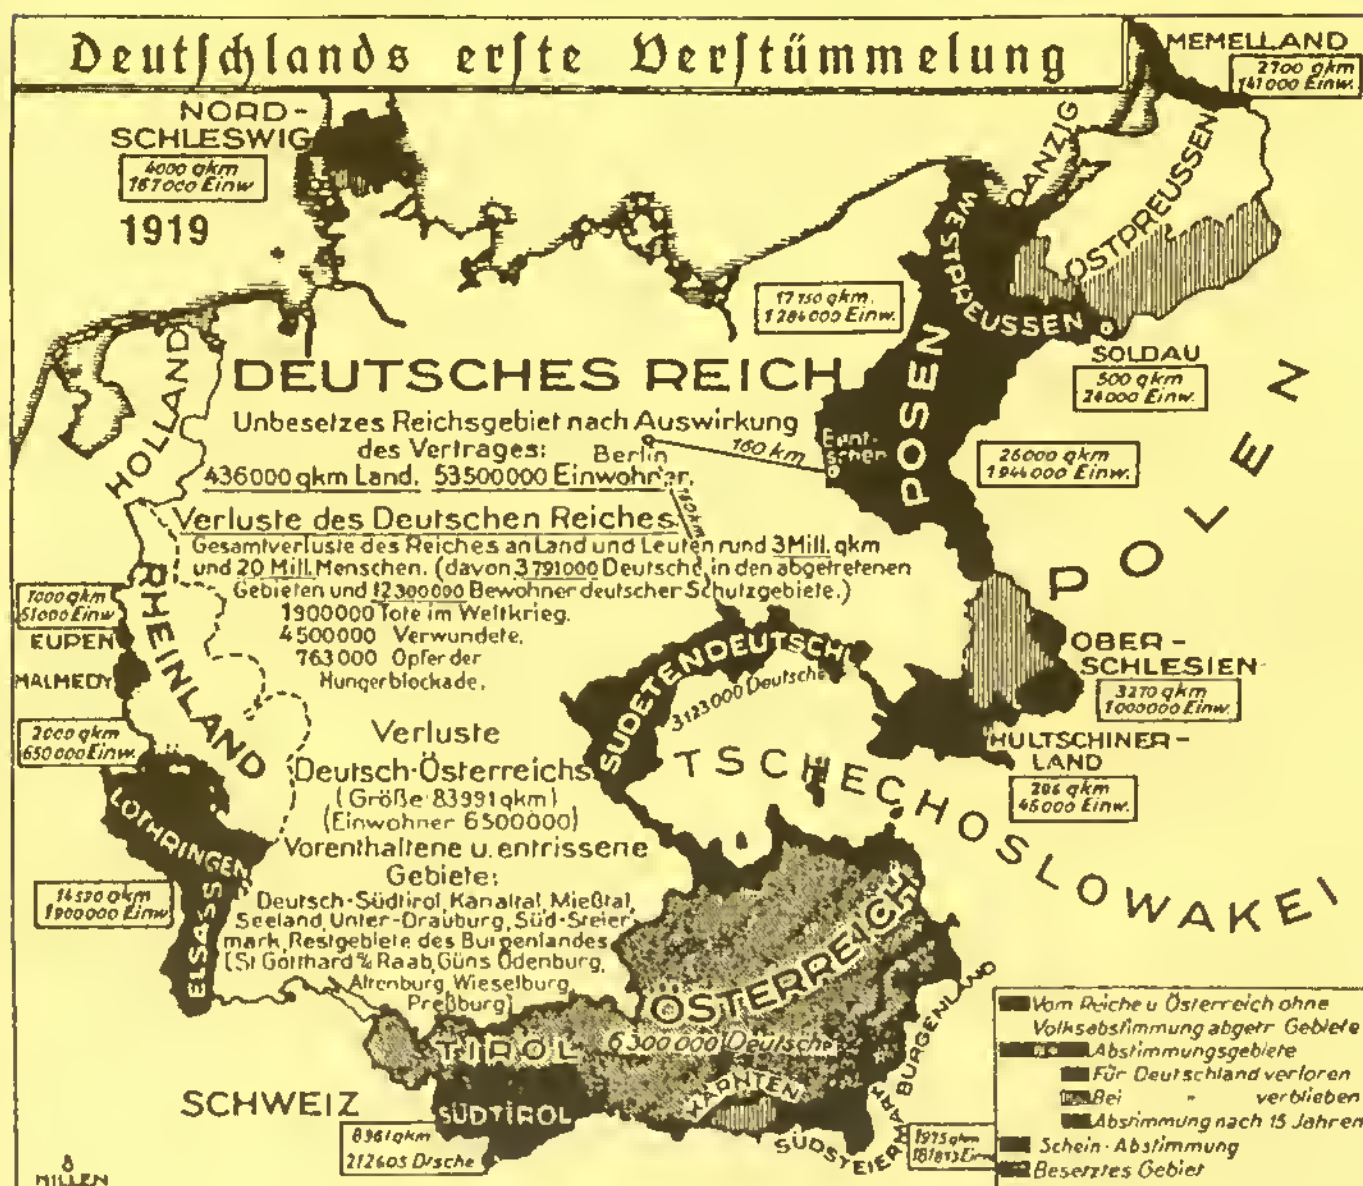 Deutschlands erste Verstümmelung
MEMELLAND
2700 qkm
141000 Einw.
NORD-
SCHLESWIG
4000 qkm
167000 Einw
1919
DANZIG
OSTPREUSSEN
WESTPREUSSEN
17150 qkm.
1284000 Einw.
SOLDAU
500 qkm
24000 Einw.
HOLLAND
DEUTSCHES REICH
POSEN
POLEN
Unbesetzes Reichsgebiet nach Auswirkung
des Vertrages:
Berlin
160 km
436000 qkm Land. 53500000 Einwohner.
26000 qkm
1944000 Einw.
Verluste des Deutschen Reiches
Gesamtverluste des Reiches an Land und Leuten rund 3 Mill. qkm
und 20 Mill. Menschen. (davon 3791000 Deutsche, in den abgetretenen
Gebieten und 12300000 Bewohner deutscher Schutzgebiete.)
1900000 Tote im Weltkrieg.
4500000 Verwundete.
763000 Opfer der
Hungerblockade.
1000 qkm
51000 Einw
EUPEN
MALMEDY
RHEINLAND
2000 qkm
650000 Einw.
SUDETENDEUTSCHL.
3123000 Deutsche
OBER-
SCHLESIEN
3270 qkm
1000000 Einw.
HULTSCHINER-
LAND
286 qkm
45000 Einw.
TSCHECHOSLOWAKEI
Verluste
Deutsch-Österreichs
(Größe 83991 qkm)
(Einwohner 6500000)
Vorenthaltene u. entrissene
Gebiete:
Deutsch-Südtirol, Kanaltal, Mießtal,
Seeland, Unter-Drauburg, Süd-Steier
mark, Restgebiete des Burgenlandes
(St Gotthard a/Raab, Güns Ödenburg,
Altenburg, Wieselburg,
Preßburg)
LOTHRINGEN
14520 qkm
1900000 Einw
ELSASS
ÖSTERREICH
6300000 Deutsche
TIROL
SÜDTIROL
KÄRNTEN
SÜDSTEIERMARK
BURGENLAND
SCHWEIZ
8961 qkm
212605 Dtsche
1975 qkm
Vom Reiche u Österreich ohne
Volksabstimmung abgetr Gebiete
Abstimmungsgebiete
Für Deutschland verloren
Bei " verblieben
Abstimmung nach 15 Jahren
Schein-Abstimmung
Besetztes Gebiet